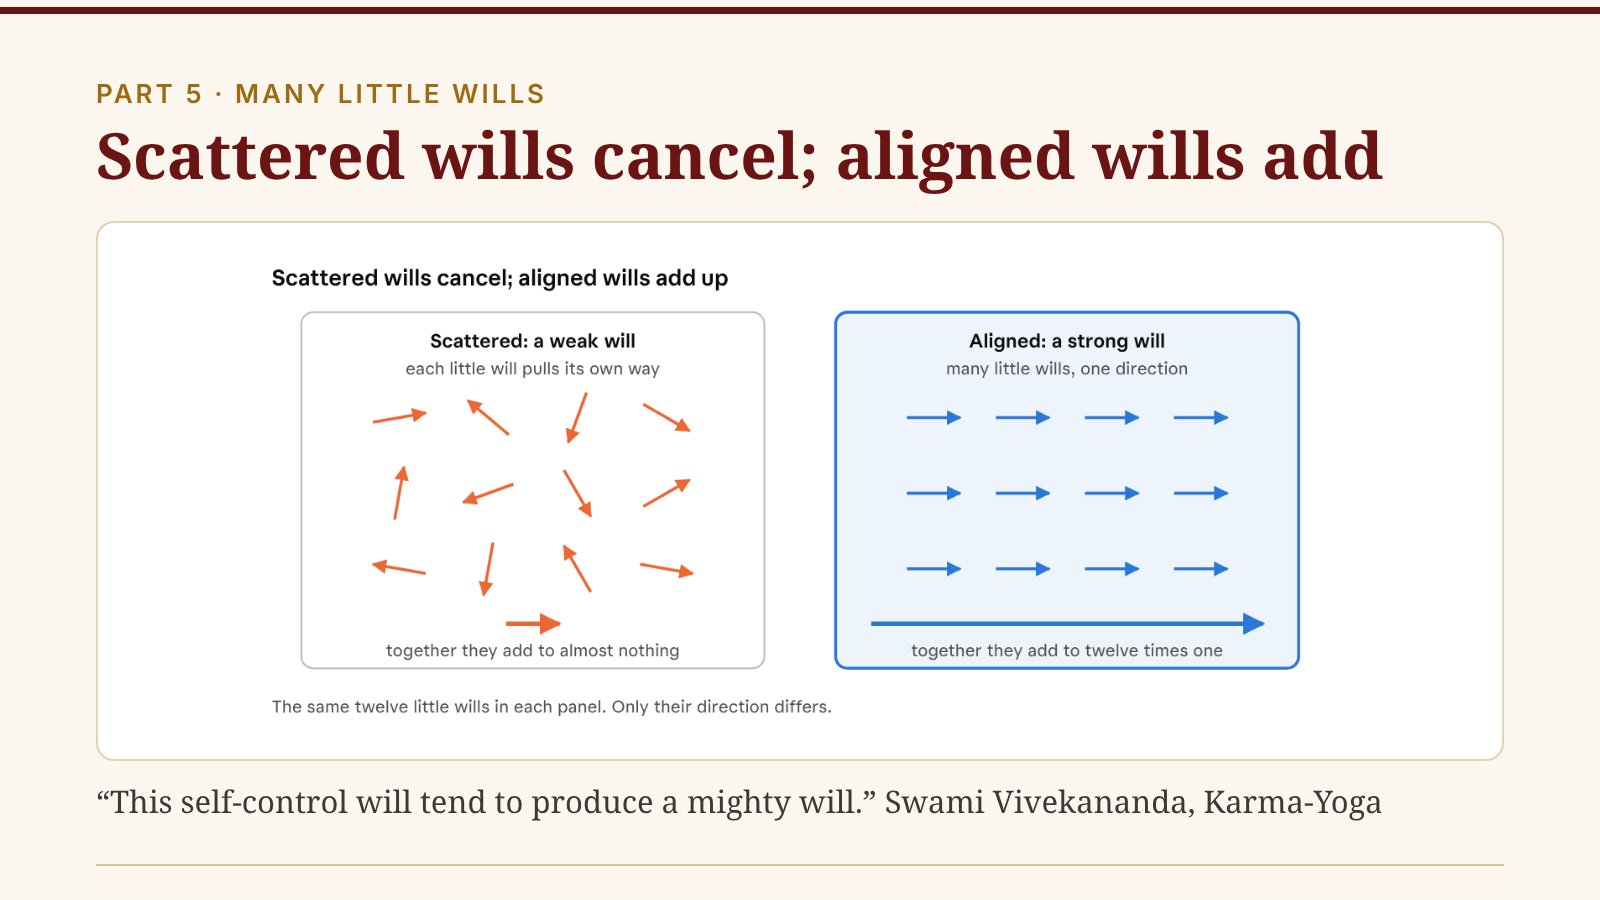 PART 5 · MANY LITTLE WILLS
Scattered wills cancel; aligned wills add
Scattered wills cancel; aligned wills add up
Scattered: a weak will
each little will pulls its own way
together they add to almost nothing
Aligned: a strong will
many little wills, one direction
together they add to twelve times one
The same twelve little wills in each panel. Only their direction differs.
“This self-control will tend to produce a mighty will.” Swami Vivekananda, Karma-Yoga